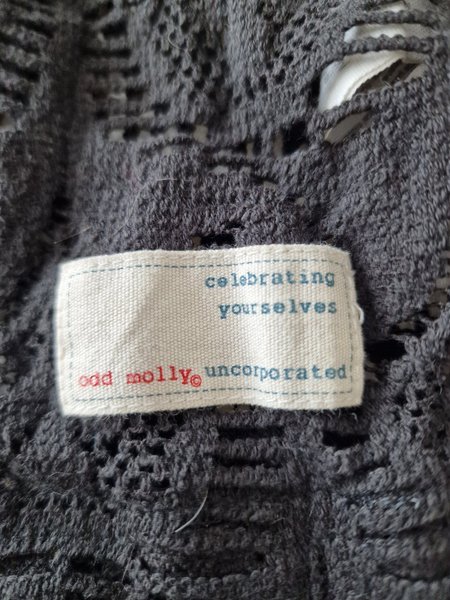 celebrating
yourselves
odd molly© uncorporated